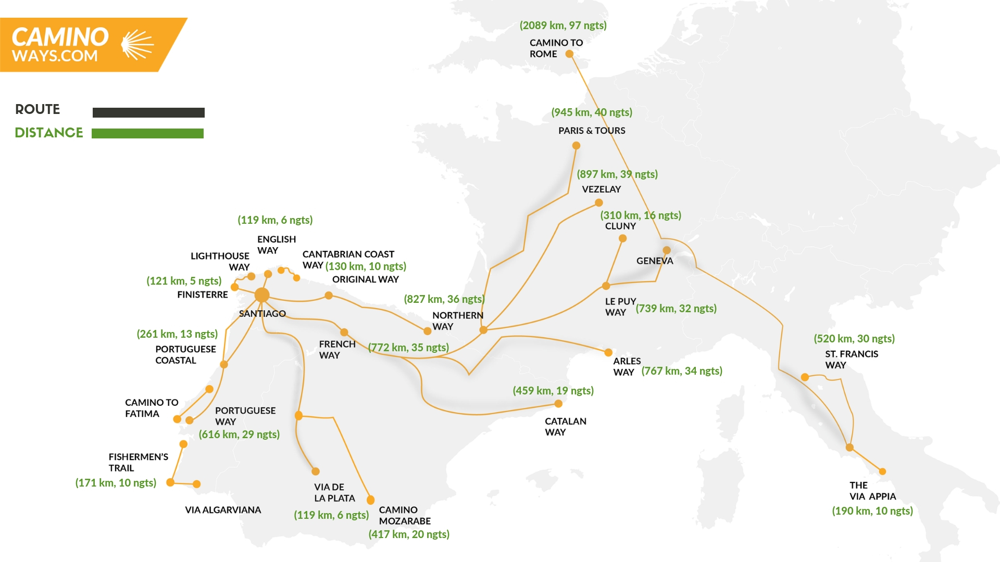 CAMINO
WAYS.COM
ROUTE
DISTANCE
(2089 km, 97 ngts)
CAMINO TO
ROME
(945 km, 40 ngts)
PARIS & TOURS
(897 km, 39 ngts)
VEZELAY
(310 km, 16 ngts)
CLUNY
GENEVA
(119 km, 6 ngts)
ENGLISH
WAY
LIGHTHOUSE
WAY
CANTABRIAN COAST
WAY (130 km, 10 ngts)
ORIGINAL WAY
(121 km, 5 ngts)
FINISTERRE
SANTIAGO
(827 km, 36 ngts)
NORTHERN
WAY
LE PUY
WAY (739 km, 32 ngts)
(261 km, 13 ngts)
PORTUGUESE
COASTAL
FRENCH
WAY
(772 km, 35 ngts)
ARLES
WAY (767 km, 34 ngts)
(520 km, 30 ngts)
ST. FRANCIS
WAY
(459 km, 19 ngts)
CATALAN
WAY
CAMINO TO
FATIMA
PORTUGUESE
WAY
(616 km, 29 ngts)
FISHERMEN'S
TRAIL
(171 km, 10 ngts)
VIA ALGARVIANA
VIA DE
LA PLATA
(119 km, 6 ngts)
CAMINO
MOZARABE
(417 km, 20 ngts)
THE
VIA APPIA
(190 km, 10 ngts)